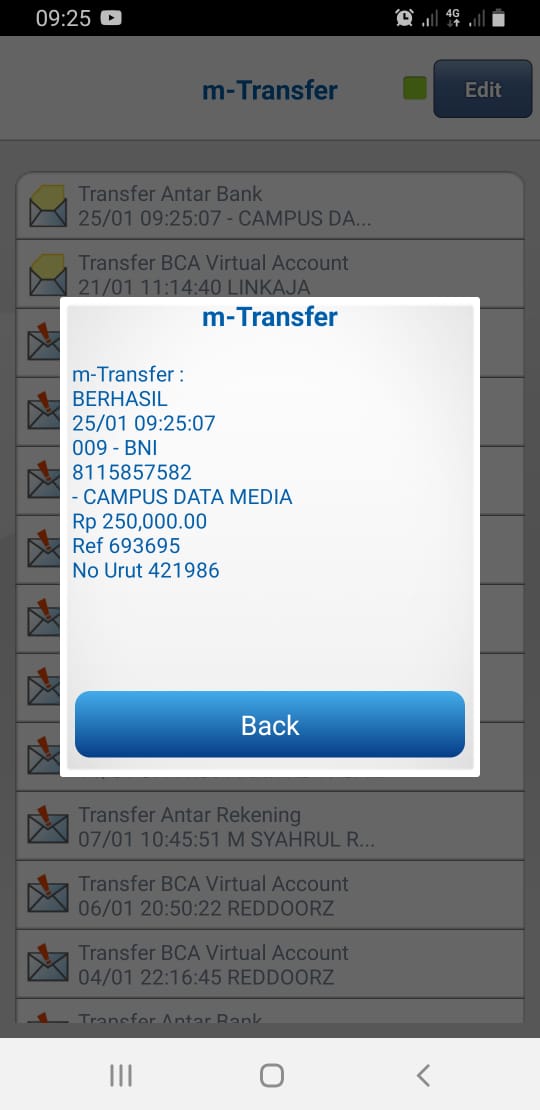 09:25
4G
m-Transfer
Edit
Transfer Antar Bank
25/01 09:25:07 - CAMPUS DA...
Transfer BCA Virtual Account
21/01 11:14:40 LINKAJA
m-Transfer
m-Transfer :
BERHASIL
25/01 09:25:07
009 - BNI
8115857582
- CAMPUS DATA MEDIA
Rp 250,000.00
Ref 693695
No Urut 421986
Back
Transfer Antar Rekening
07/01 10:45:51 M SYAHRUL R...
Transfer BCA Virtual Account
06/01 20:50:22 REDDOORZ
Transfer BCA Virtual Account
04/01 22:16:45 REDDOORZ
Transfer Antar Bank